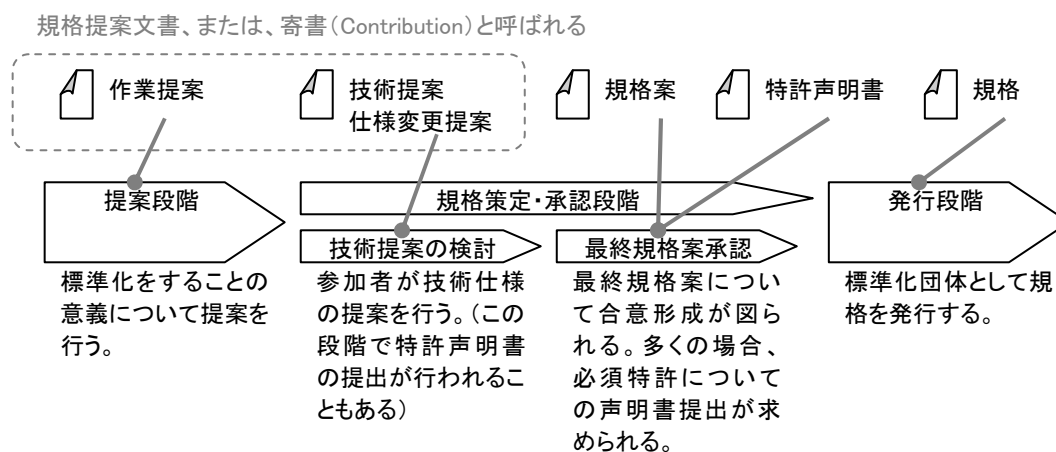 規格提案文書、または、寄書(Contribution)と呼ばれる
作業提案
技術提案
仕様変更提案
規格案
特許声明書
規格
提案段階
規格策定・承認段階
発行段階
技術提案の検討
最終規格案承認
標準化をすることの
意義について提案を
行う。
参加者が技術仕様
の提案を行う。(この
段階で特許声明書
の提出が行われるこ
ともある)
最終規格案につい
て合意形成が図ら
れる。多くの場合、
必須特許について
の声明書提出が求
められる。
標準化団体として規
格を発行する。